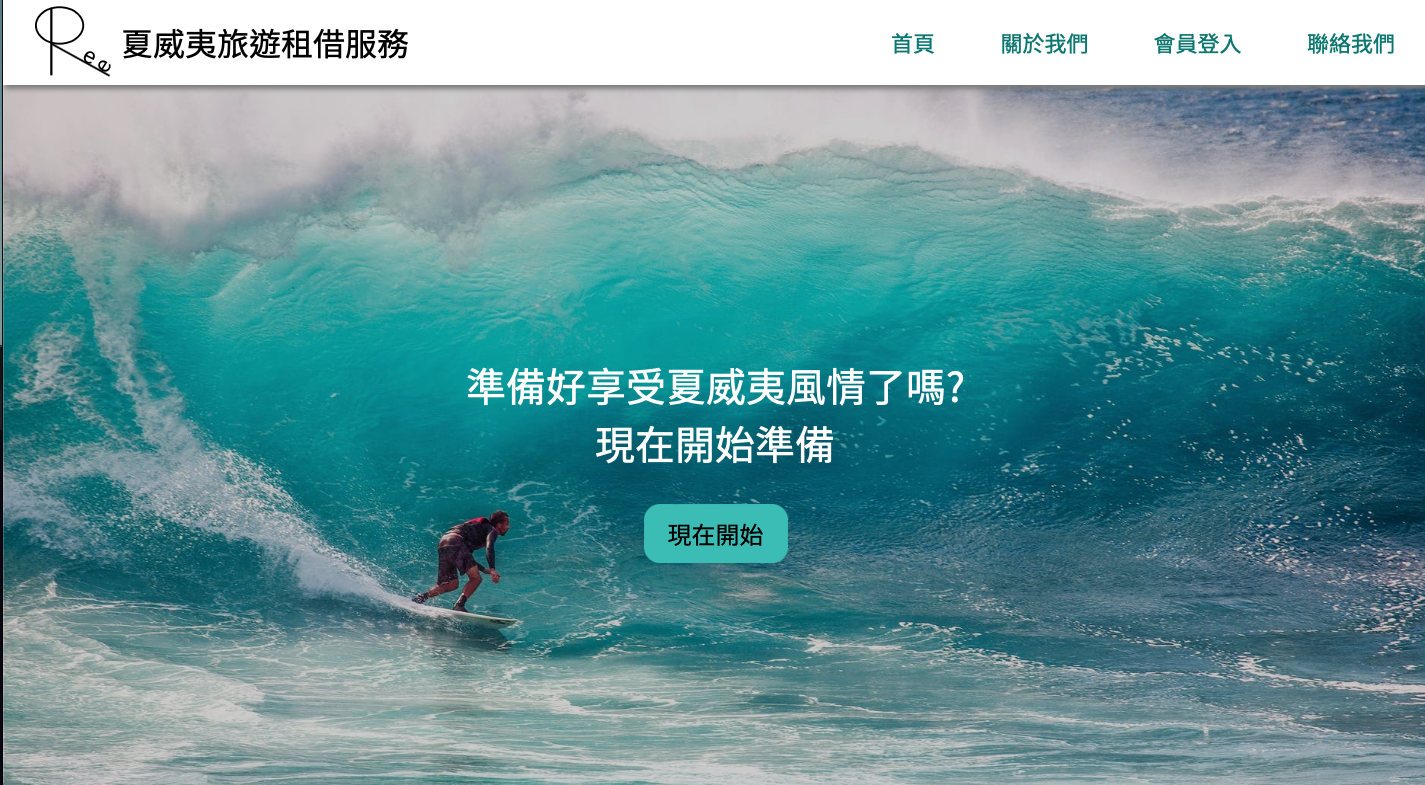 Ree
夏威夷旅遊租借服務
首頁 關於我們 會員登入 聯絡我們
準備好享受夏威夷風情了嗎?
現在開始準備
現在開始